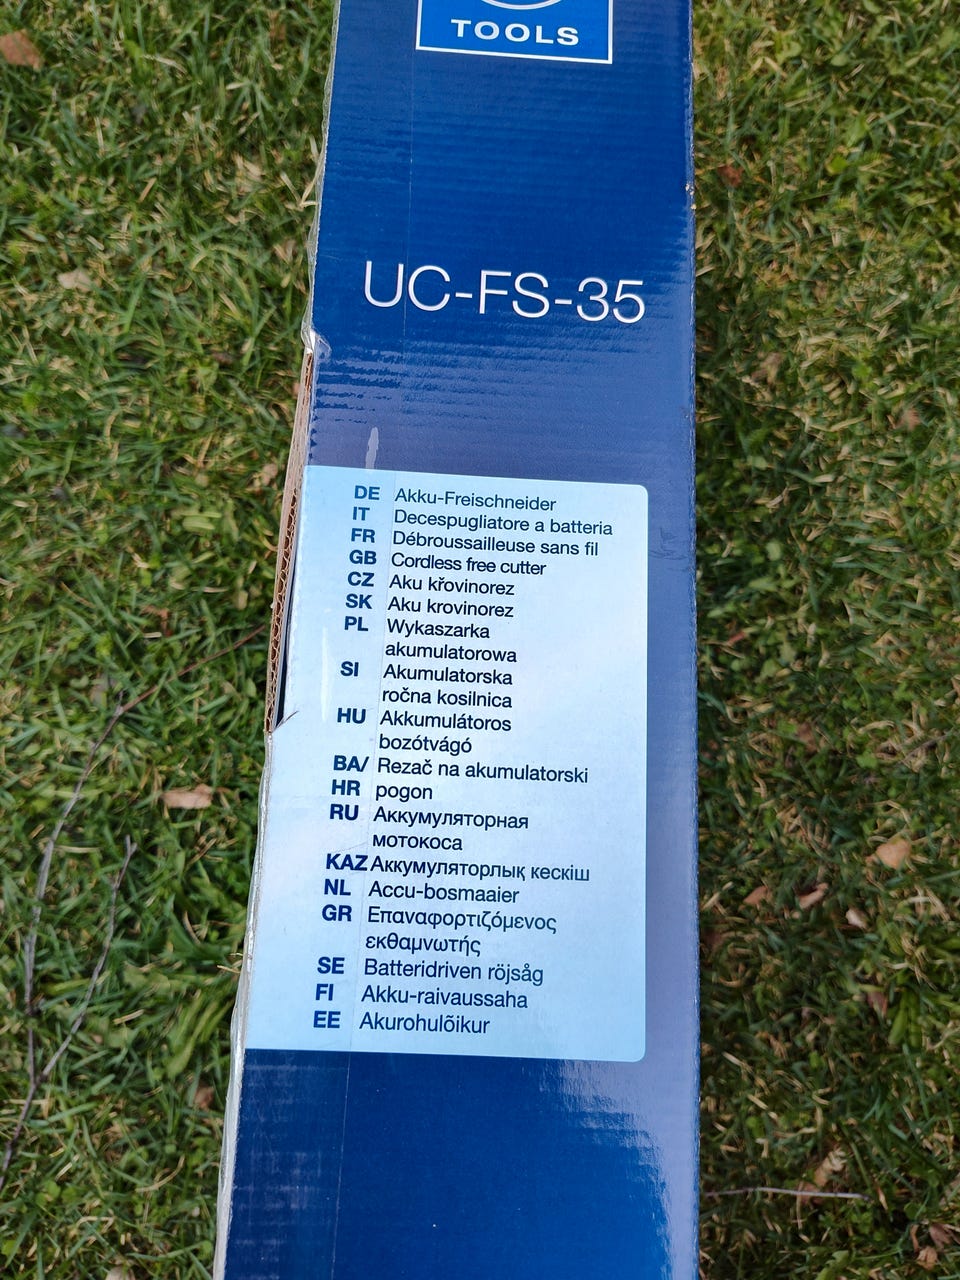 TOOLS
UC-FS-35
DE Akku-Freischneider
IT Decespugliatore a batteria
FR Débroussailleuse sans fil
GB Cordless free cutter
CZ Aku křovinorez
SK Aku krovinorez
PL Wykaszarka
akumulatorowa
SI Akumulatorska
ročna kosilnica
HU Akkumulátoros
bozótvágó
BA/ Rezač na akumulatorski
HR pogon
RU Аккумуляторная
мотокоса
KAZ Аккумуляторлық кескіш
NL Accu-bosmaaier
GR Επαναφορτιζόμενος
εκθαμνωτής
SE Batteridriven röjsåg
FI Akku-raivaussaha
EE Akurohulõikur